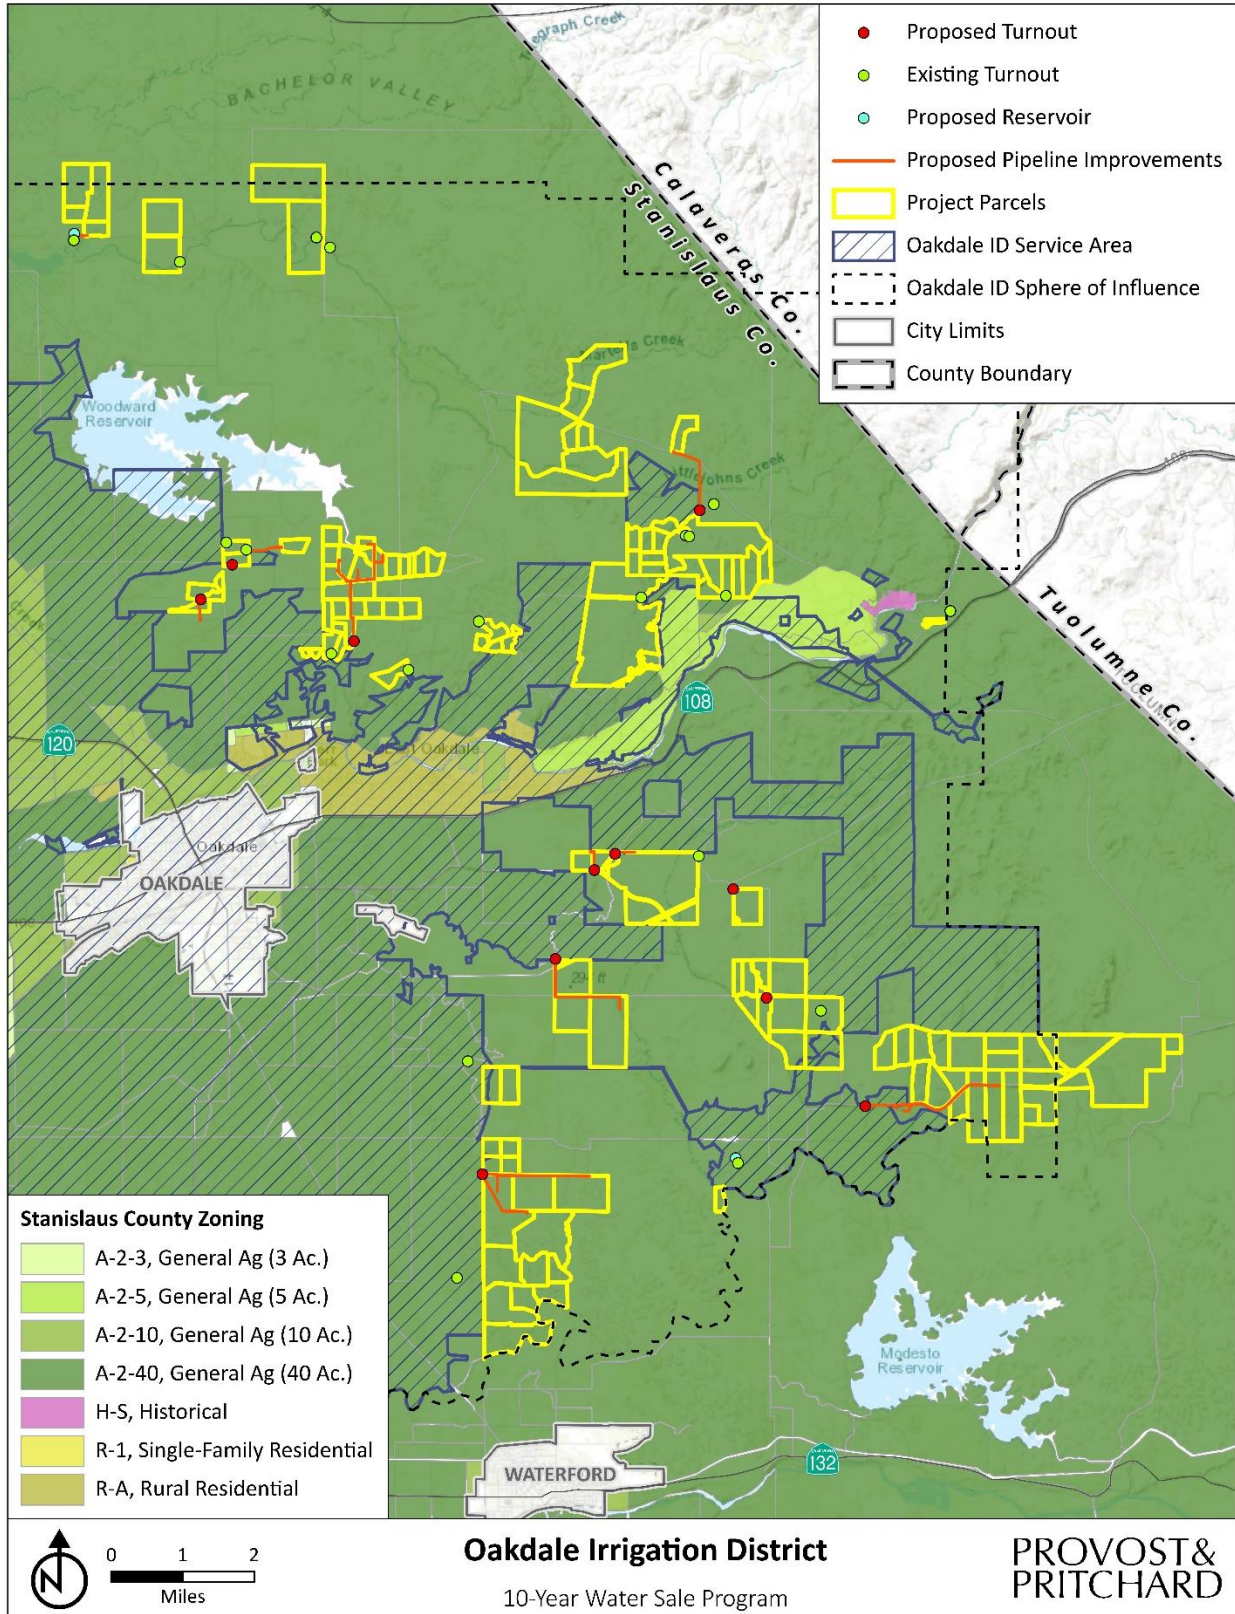 Proposed Turnout
Existing Turnout
Proposed Reservoir
Proposed Pipeline Improvements
Project Parcels
Oakdale ID Service Area
Oakdale ID Sphere of Influence
City Limits
County Boundary
BACHELOR VALLEY
Creek
Calaveras Co.
Stanislaus Co.
Creek
Woodward
Reservoir
Creek
108
Tuolumne Co.
108
120
Oakdale
Oakdale
OAKDALE
ft
Stanislaus County Zoning
A-2-3, General Ag (3 Ac.)
A-2-5, General Ag (5 Ac.)
A-2-10, General Ag (10 Ac.)
A-2-40, General Ag (40 Ac.)
H-S, Historical
R-1, Single-Family Residential
R-A, Rural Residential
Modesto
Reservoir
WATERFORD
132
N
0 1 2
Miles
Oakdale Irrigation District
10-Year Water Sale Program
PROVOST&
PRITCHARD